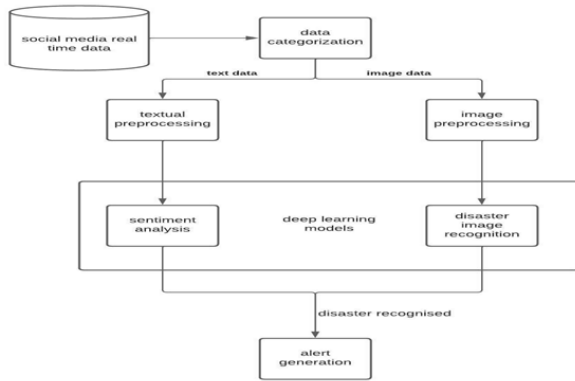 social media real
time data
data
categorization
text data
image data
textual
preprocessing
image
preprocessing
sentiment
analysis
deep learning
models
disaster
image
recognition
disaster recognised
alert
generation